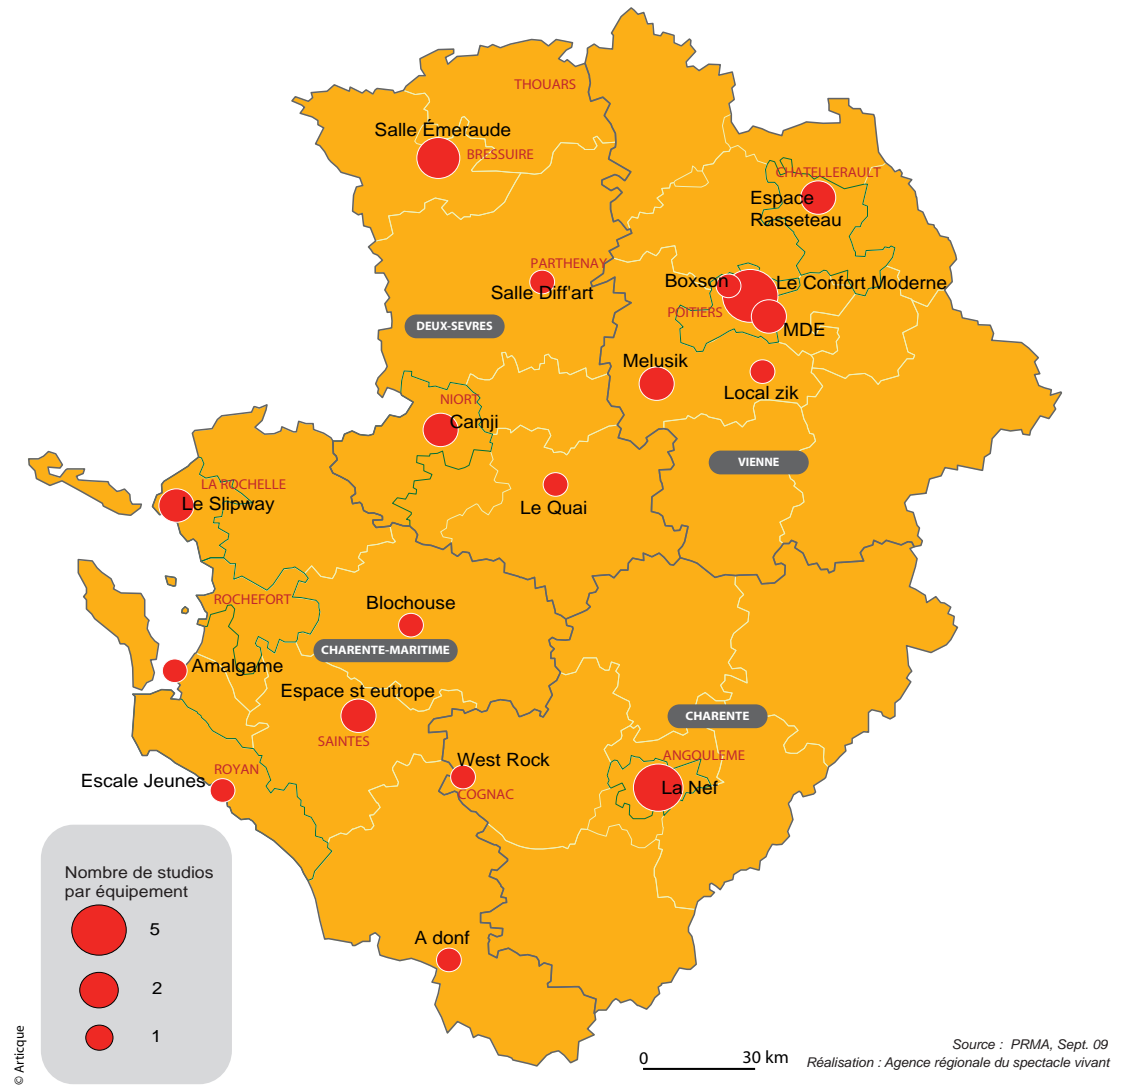 THOUARS
Salle Émeraude
BRESSUIRE
CHATELLERAULT
Espace
Rasseteau
PARTHENAY
Salle Diff'art
Boxson
Le Confort Moderne
POITIERS
MDE
DEUX-SEVRES
Melusik
Local zik
NIORT
Camji
VIENNE
LA ROCHELLE
Le Slipway
Le Quai
ROCHEFORT
Blochouse
CHARENTE-MARITIME
Amalgame
Espace st eutrope
SAINTES
CHARENTE
West Rock
ANGOULEME
ROYAN
Escale Jeunes
COGNAC
La Nef
Nombre de studios
par équipement
5
2
1
A donf
© Articque
0 30 km
Source : PRMA, Sept. 09
Réalisation : Agence régionale du spectacle vivant